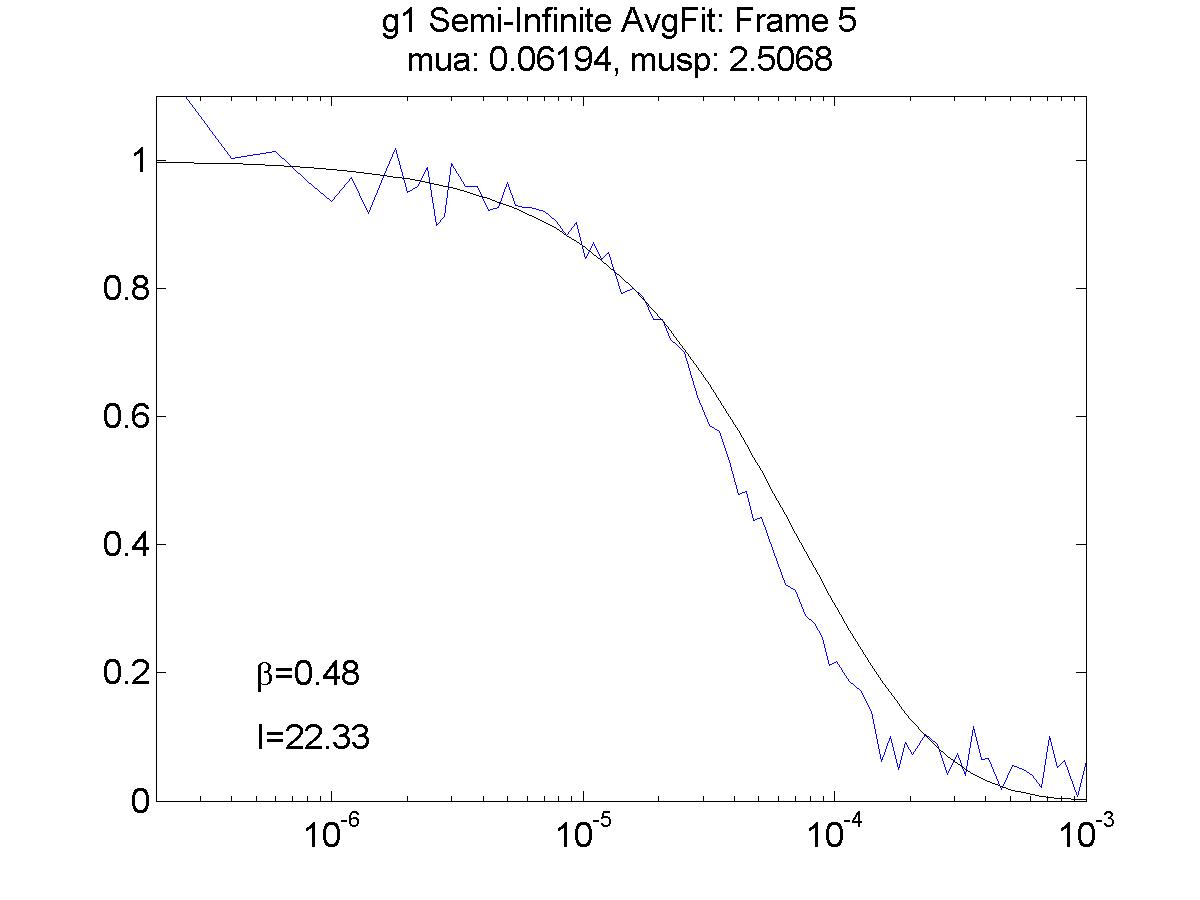 g1 Semi-Infinite AvgFit: Frame 5
mua: 0.06194, musp: 2.5068
1
0.8
0.6
0.4
0.2
0
β=0.48
I=22.33
10^-6
10^-5
10^-4
10^-3